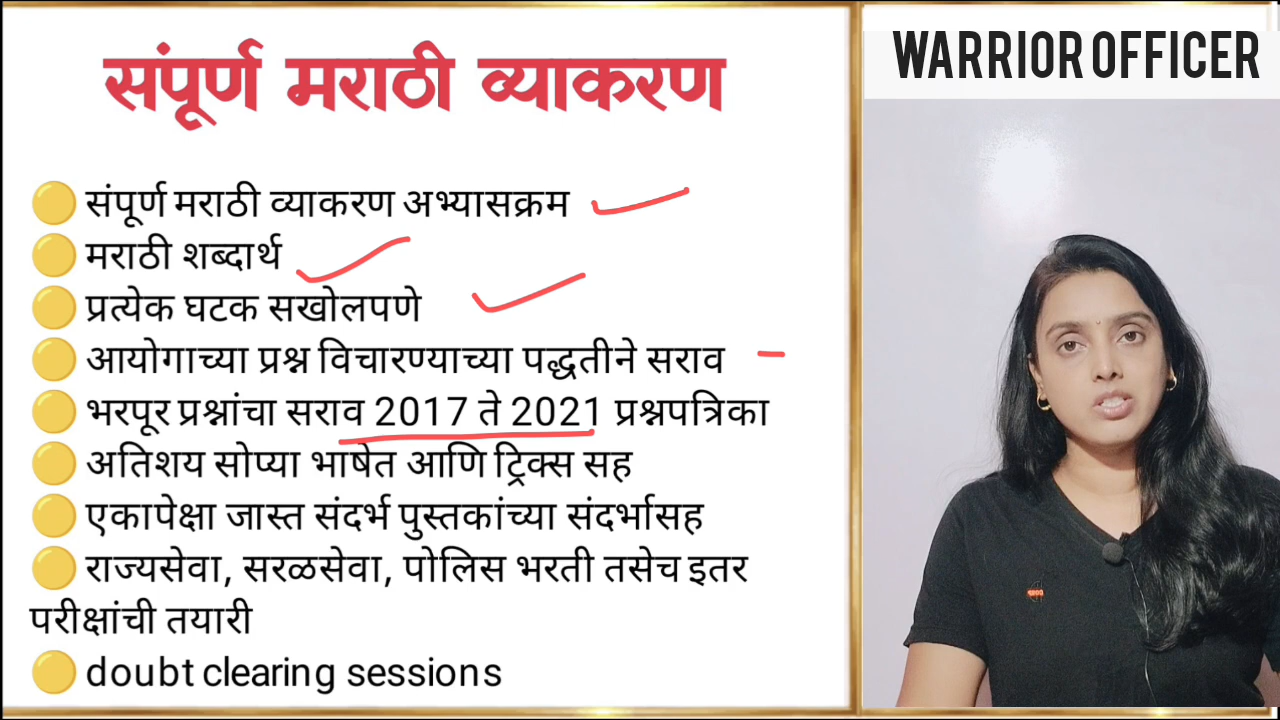 संपूर्ण मराठी व्याकरण
WARRIOR OFFICER
संपूर्ण मराठी व्याकरण अभ्यासक्रम
मराठी शब्दार्थ
प्रत्येक घटक सखोलपणे
आयोगाच्या प्रश्न विचारण्याच्या पद्धतीने सराव
भरपूर प्रश्नांचा सराव 2017 ते 2021 प्रश्नपत्रिका
अतिशय सोप्या भाषेत आणि ट्रिक्स सह
एकापेक्षा जास्त संदर्भ पुस्तकांच्या संदर्भासह
राज्यसेवा, सरळसेवा, पोलिस भरती तसेच इतर
परीक्षांची तयारी
doubt clearing sessions